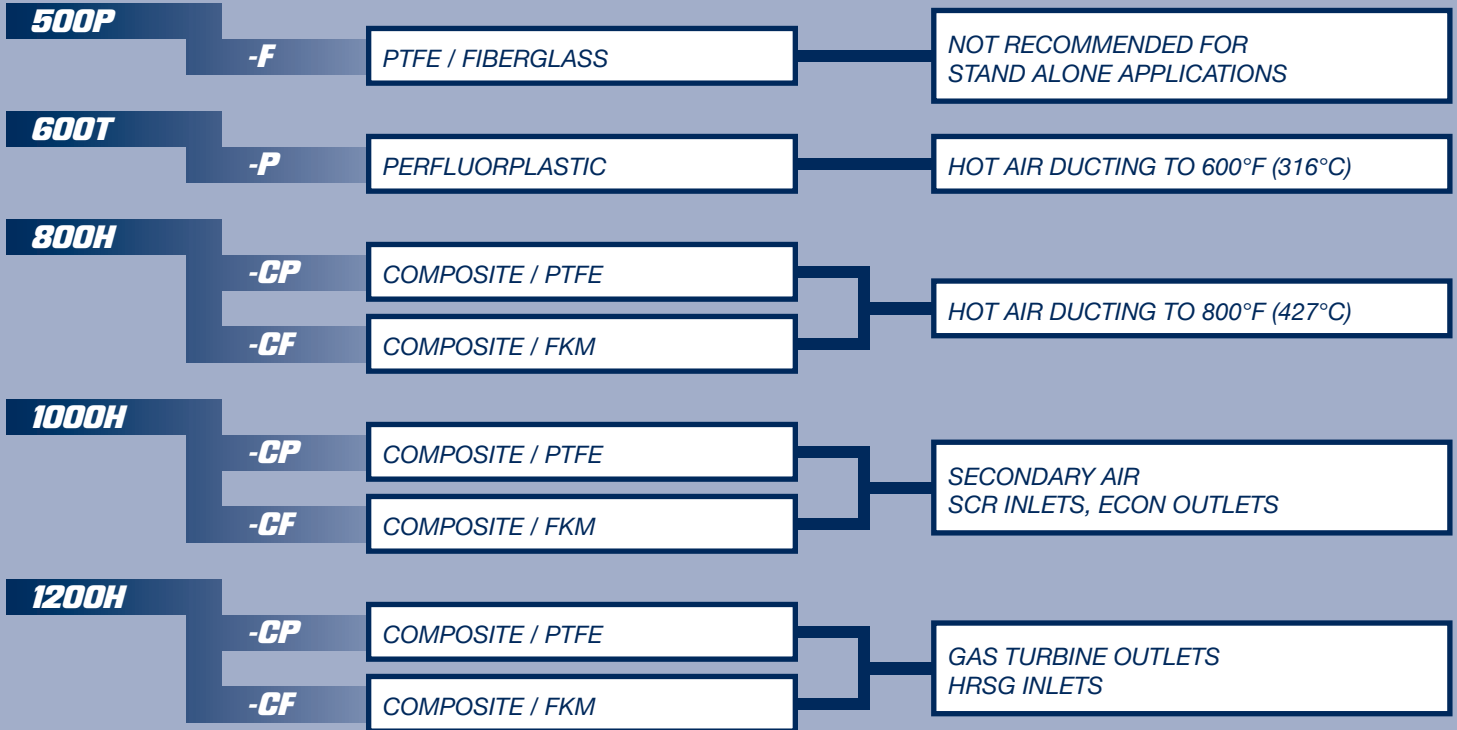 500P
-F
PTFE / FIBERGLASS
NOT RECOMMENDED FOR
STAND ALONE APPLICATIONS
600T
-P
PERFLUORPLASTIC
HOT AIR DUCTING TO 600°F (316°C)
800H
-CP
COMPOSITE / PTFE
-CF
COMPOSITE / FKM
HOT AIR DUCTING TO 800°F (427°C)
1000H
-CP
COMPOSITE / PTFE
-CF
COMPOSITE / FKM
SECONDARY AIR
SCR INLETS, ECON OUTLETS
1200H
-CP
COMPOSITE / PTFE
-CF
COMPOSITE / FKM
GAS TURBINE OUTLETS
HRSG INLETS